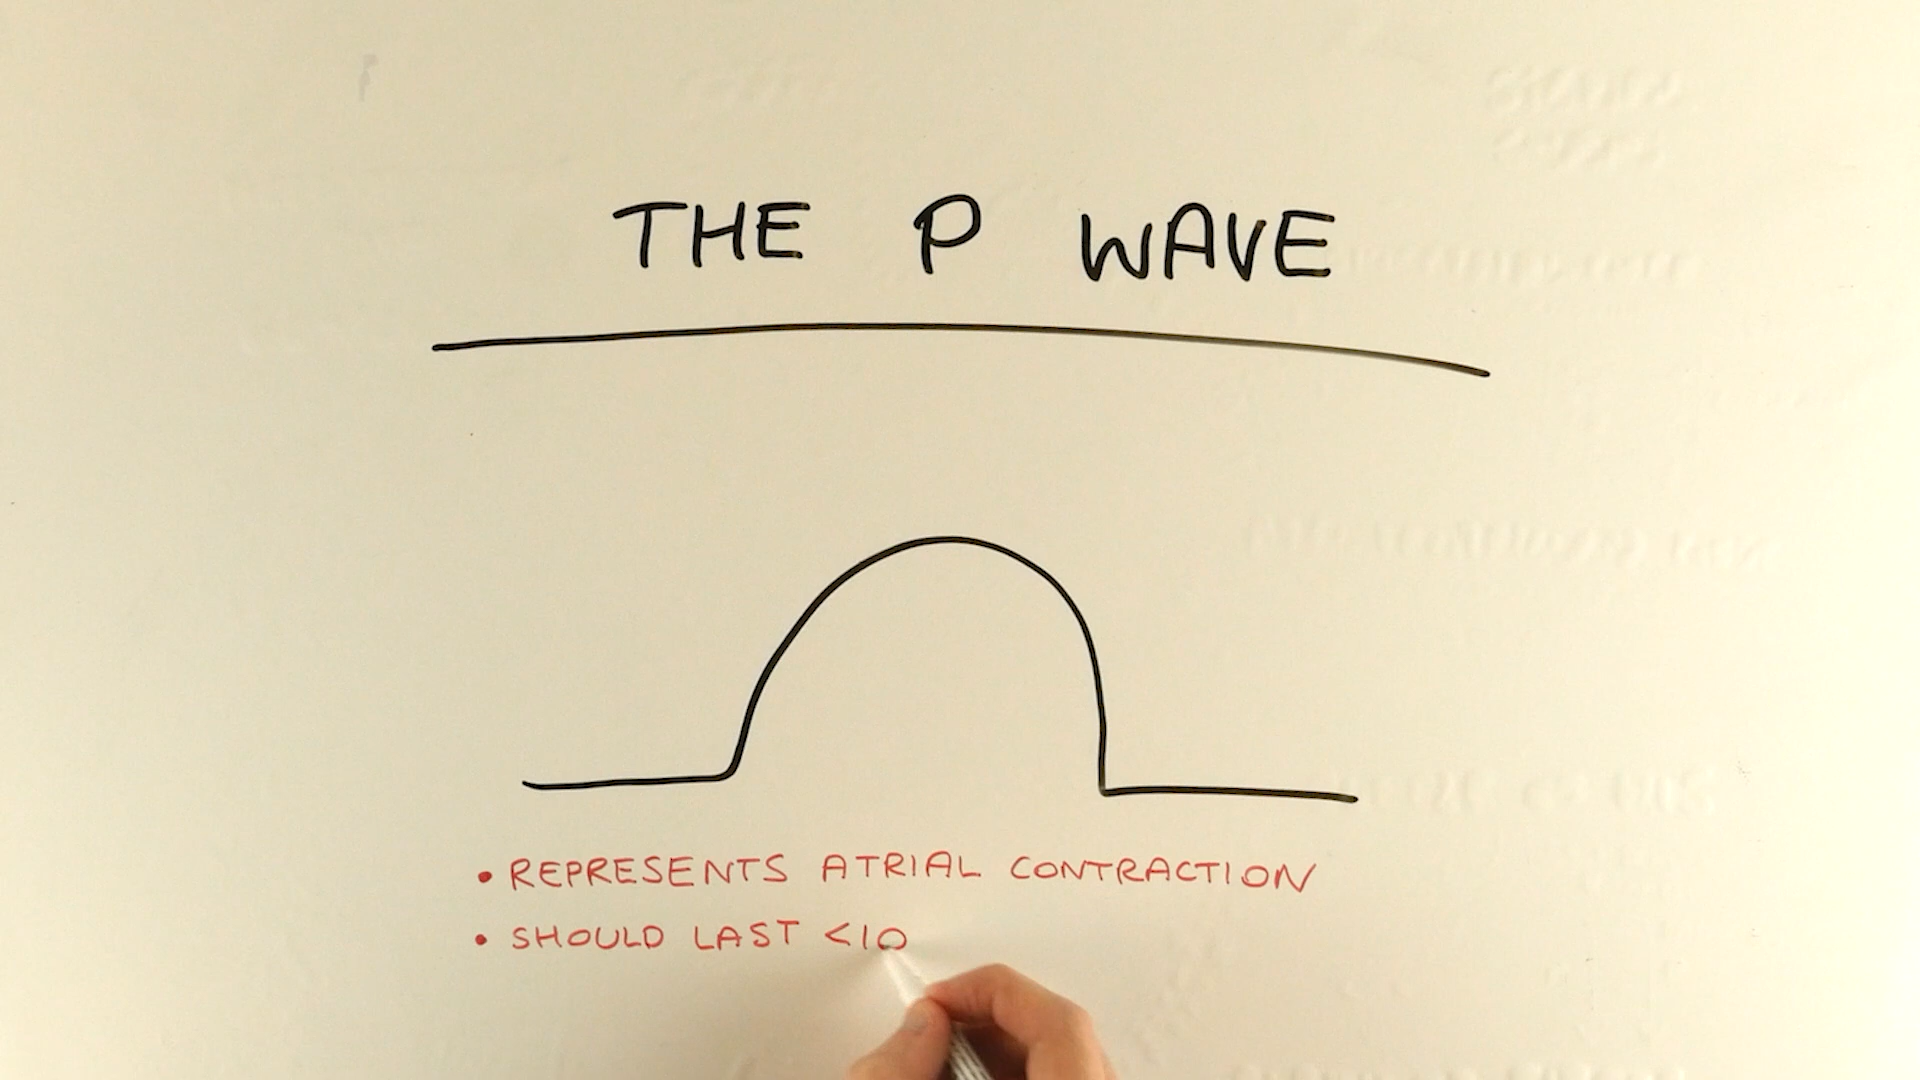 THE P WAVE
• REPRESENTS ATRIAL CONTRACTION
• SHOULD LAST <10